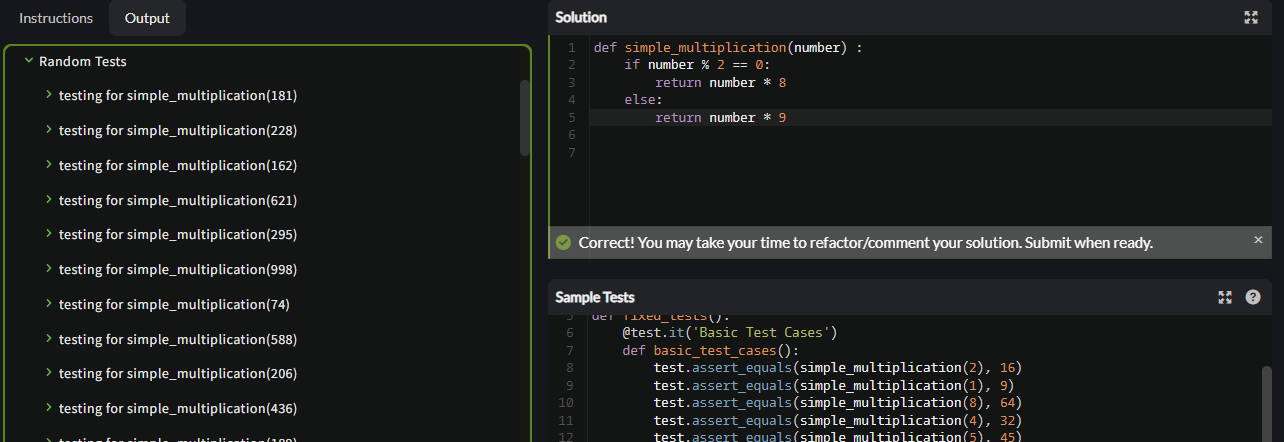 Instructions
Output
Random Tests
testing for simple_multiplication(181)
testing for simple_multiplication(228)
testing for simple_multiplication(162)
testing for simple_multiplication(621)
testing for simple_multiplication(295)
testing for simple_multiplication(998)
testing for simple_multiplication(74)
testing for simple_multiplication(588)
testing for simple_multiplication(206)
testing for simple_multiplication(436)
testing for simple_multiplication(
Solution
1 def simple_multiplication(number) :
2     if number % 2 == 0:
3         return number * 8
4     else:
5         return number * 9
6
7
Correct! You may take your time to refactor/comment your solution. Submit when ready.
Sample Tests
5 def fixed_tests():
6     @test.it('Basic Test Cases')
7     def basic_test_cases():
8         test.assert_equals(simple_multiplication(2), 16)
9         test.assert_equals(simple_multiplication(1), 9)
10         test.assert_equals(simple_multiplication(8), 64)
11         test.assert_equals(simple_multiplication(4), 32)
12         test.assert_equals(simple_multiplication(5), 45)